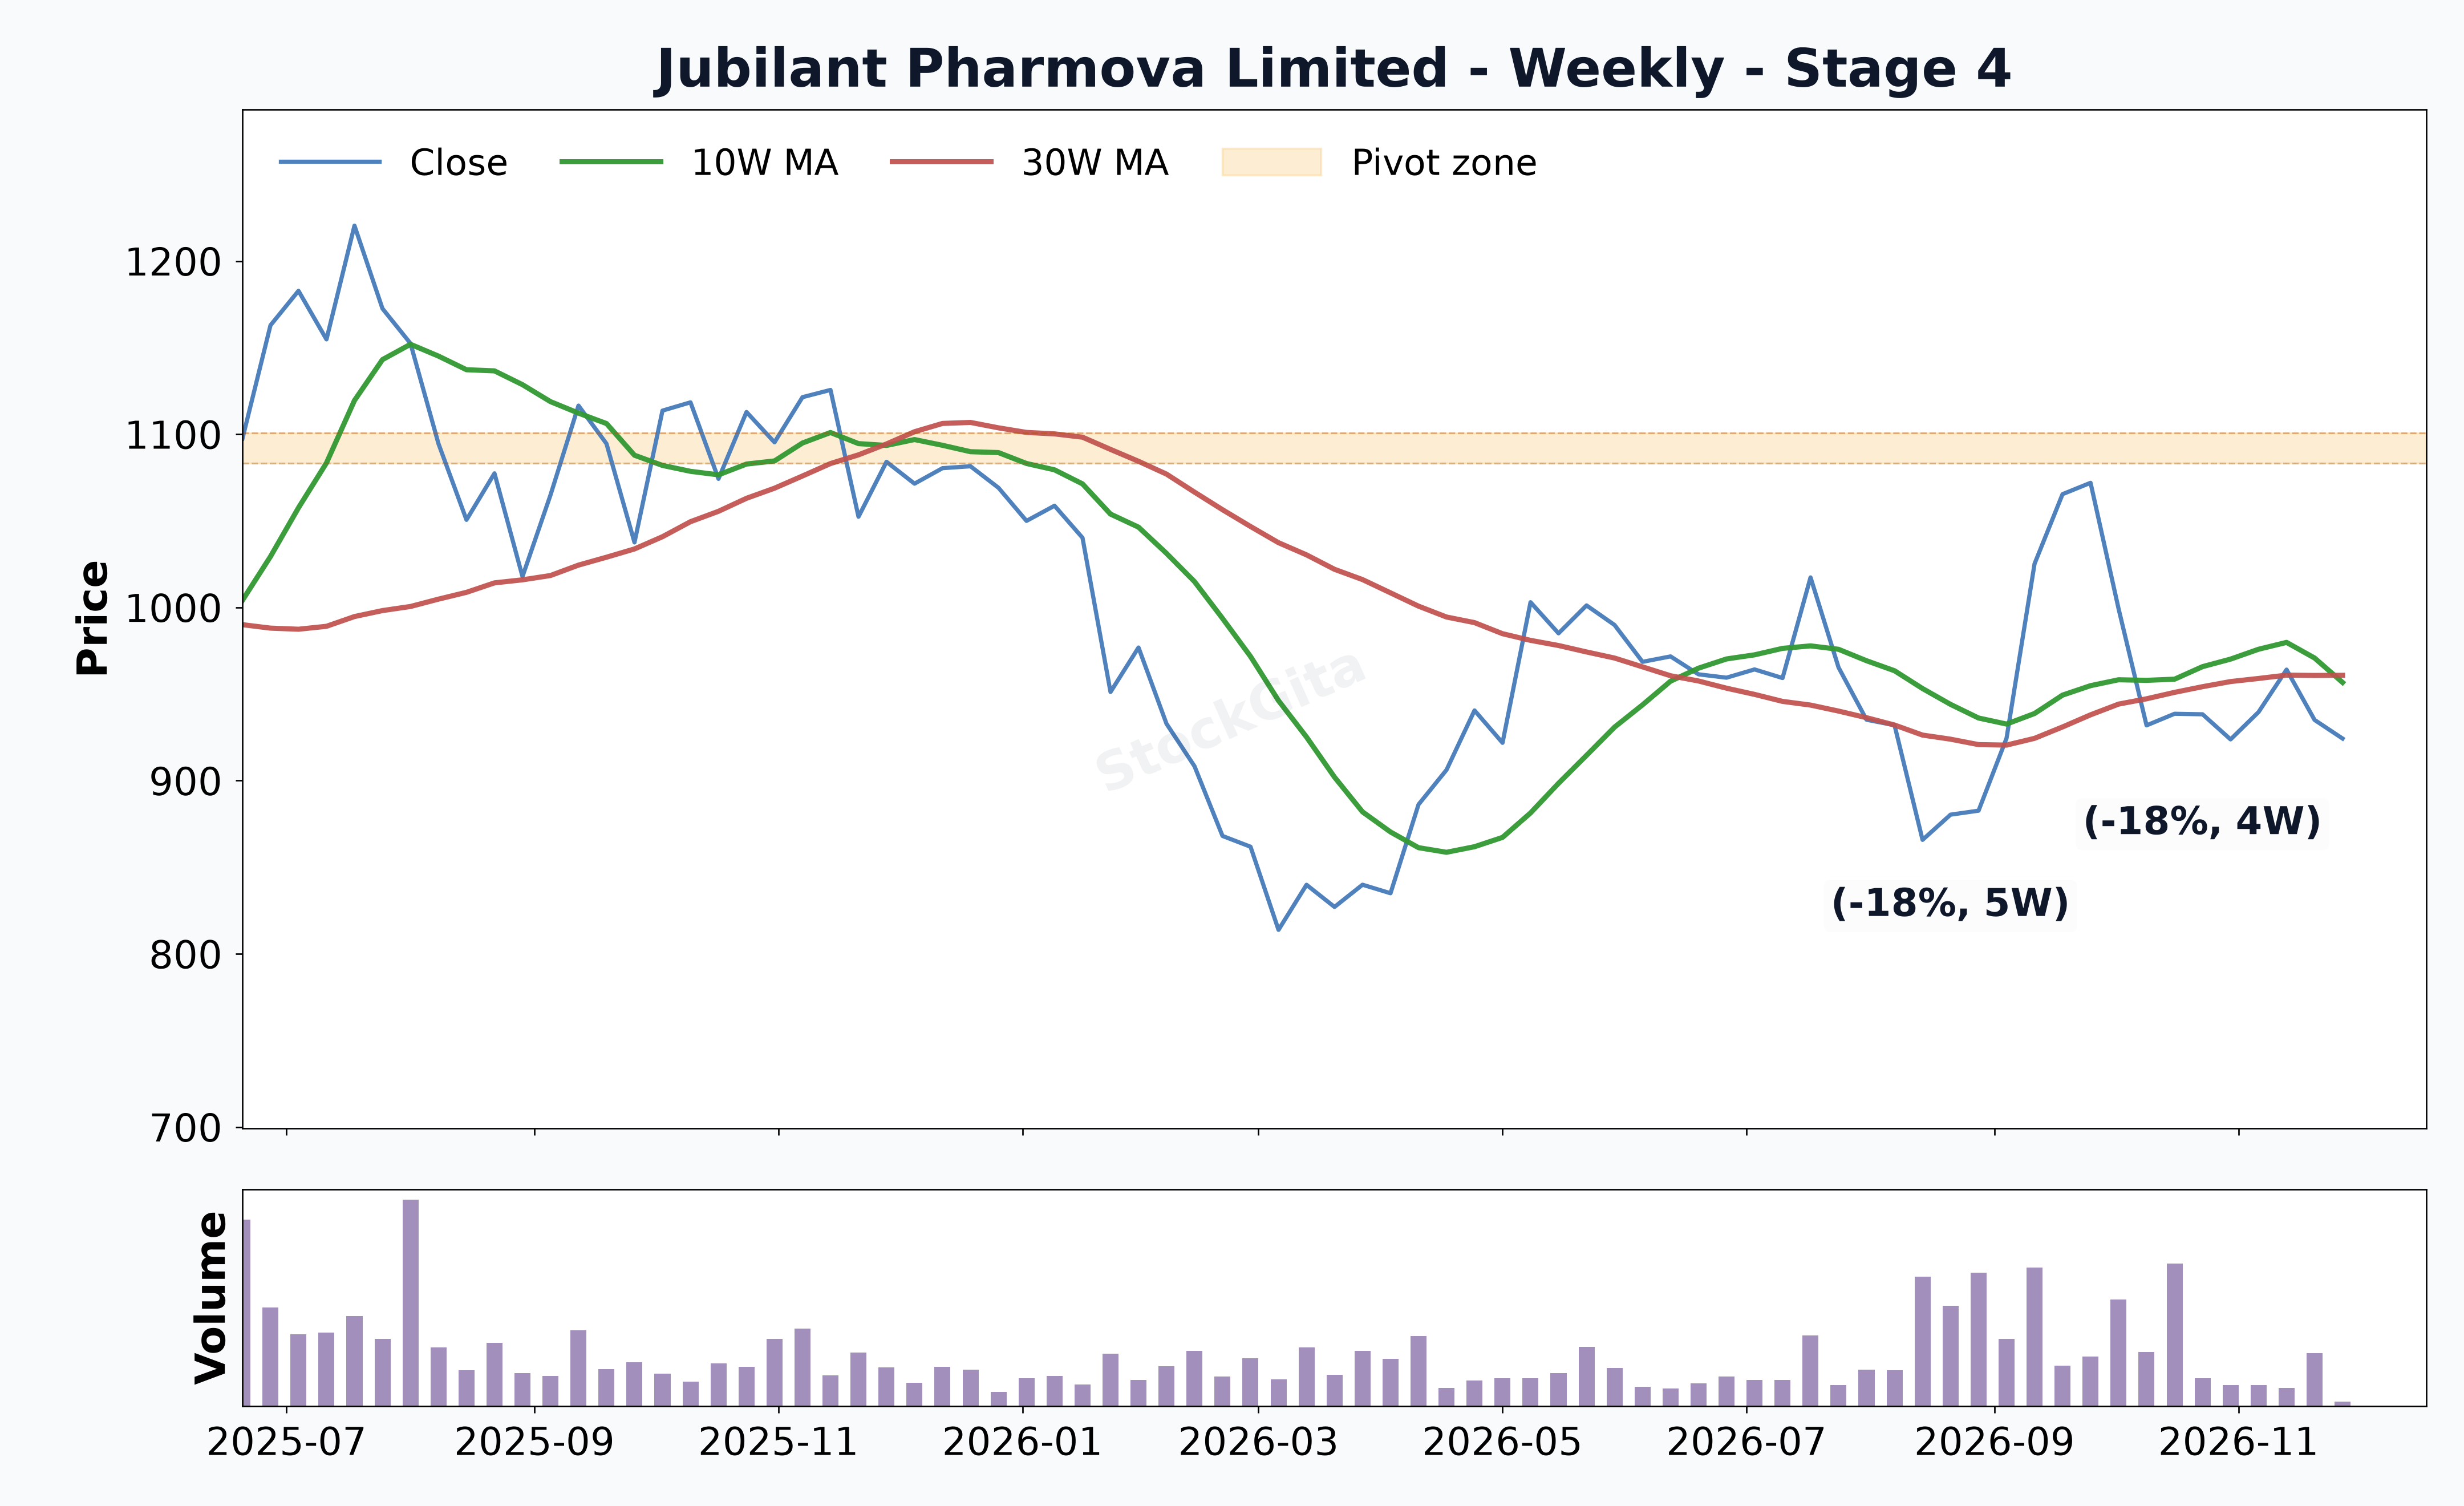 Jubilant Pharmova Limited - Weekly - Stage 4
Close
10W MA
30W MA
Pivot zone
Price
1200
1100
1000
900
800
700
StockGita
(-18%, 4W)
(-18%, 5W)
Volume
2025-07
2025-09
2025-11
2026-01
2026-03
2026-05
2026-07
2026-09
2026-11